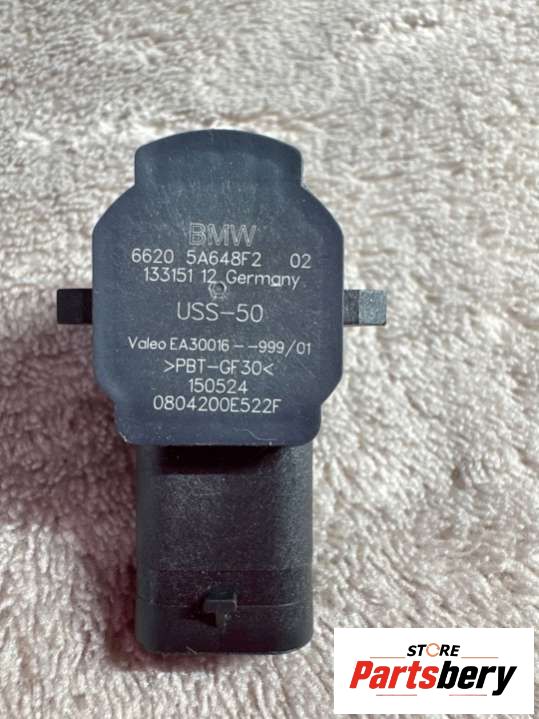 BMW
6620 5A648F2 02
133151 12 Germany
USS-50
Valeo EA30016--999/01
>PBT-GF30<
150524
0804200E522F
STORE
Partsbery